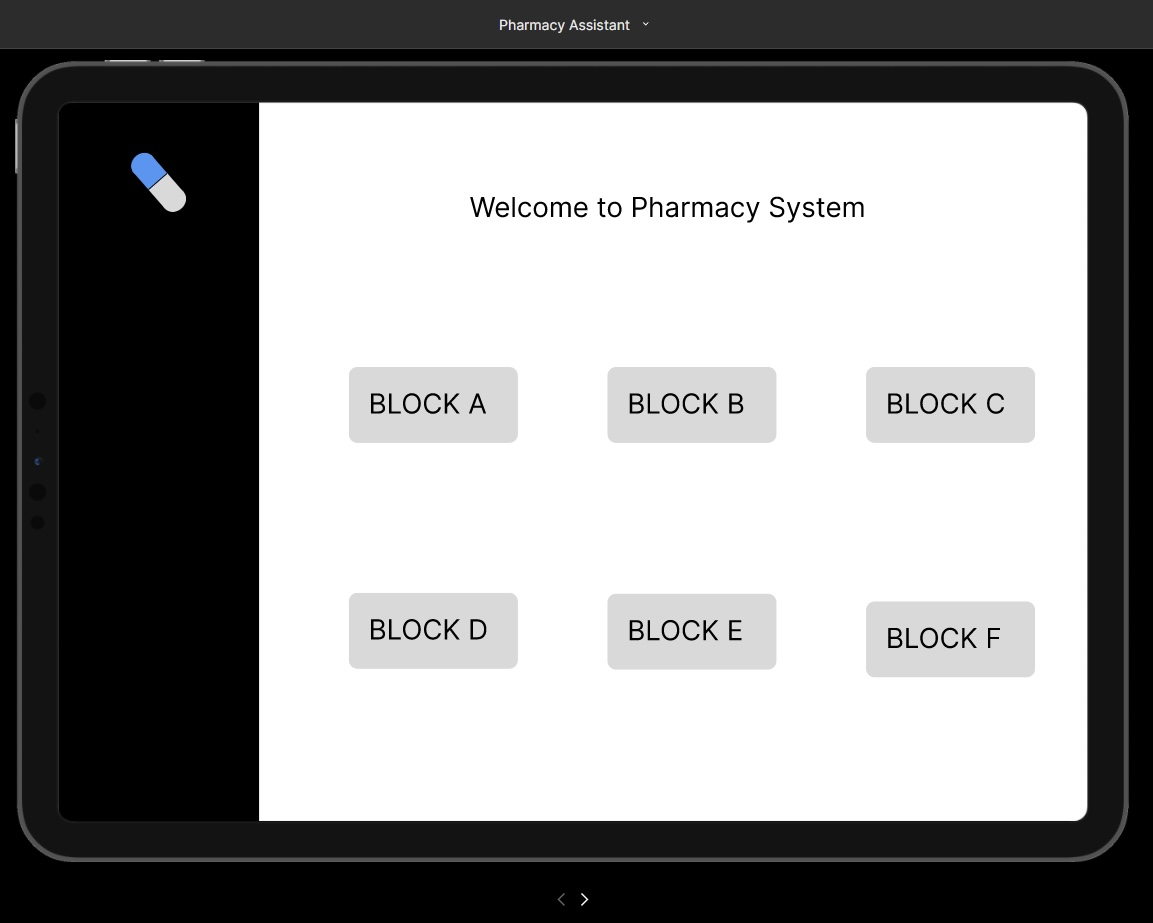 Pharmacy Assistant
Welcome to Pharmacy System
BLOCK A
BLOCK B
BLOCK C
BLOCK D
BLOCK E
BLOCK F